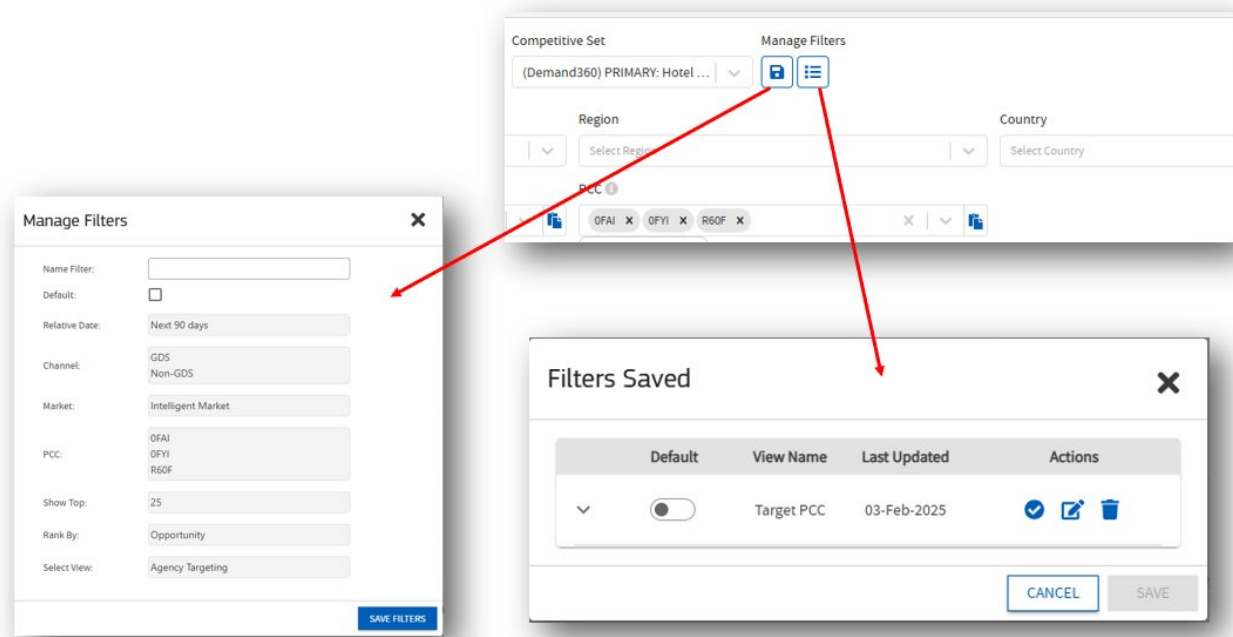 Competitive Set
Manage Filters
(Demand360) PRIMARY: Hotel ...
Region
Country
Select Region
Select Country
PCC
0FAI
0FYI
R60F
Manage Filters
Name Filter:
Default:
Relative Date:
Next 90 days
Channel:
GDS
Non-GDS
Market:
Intelligent Market
PCC:
0FAI
0FYI
R60F
Show Top:
25
Rank By:
Opportunity
Select View:
Agency Targeting
SAVE FILTERS
Filters Saved
Default
View Name
Last Updated
Actions
Target PCC
03-Feb-2025
CANCEL
SAVE